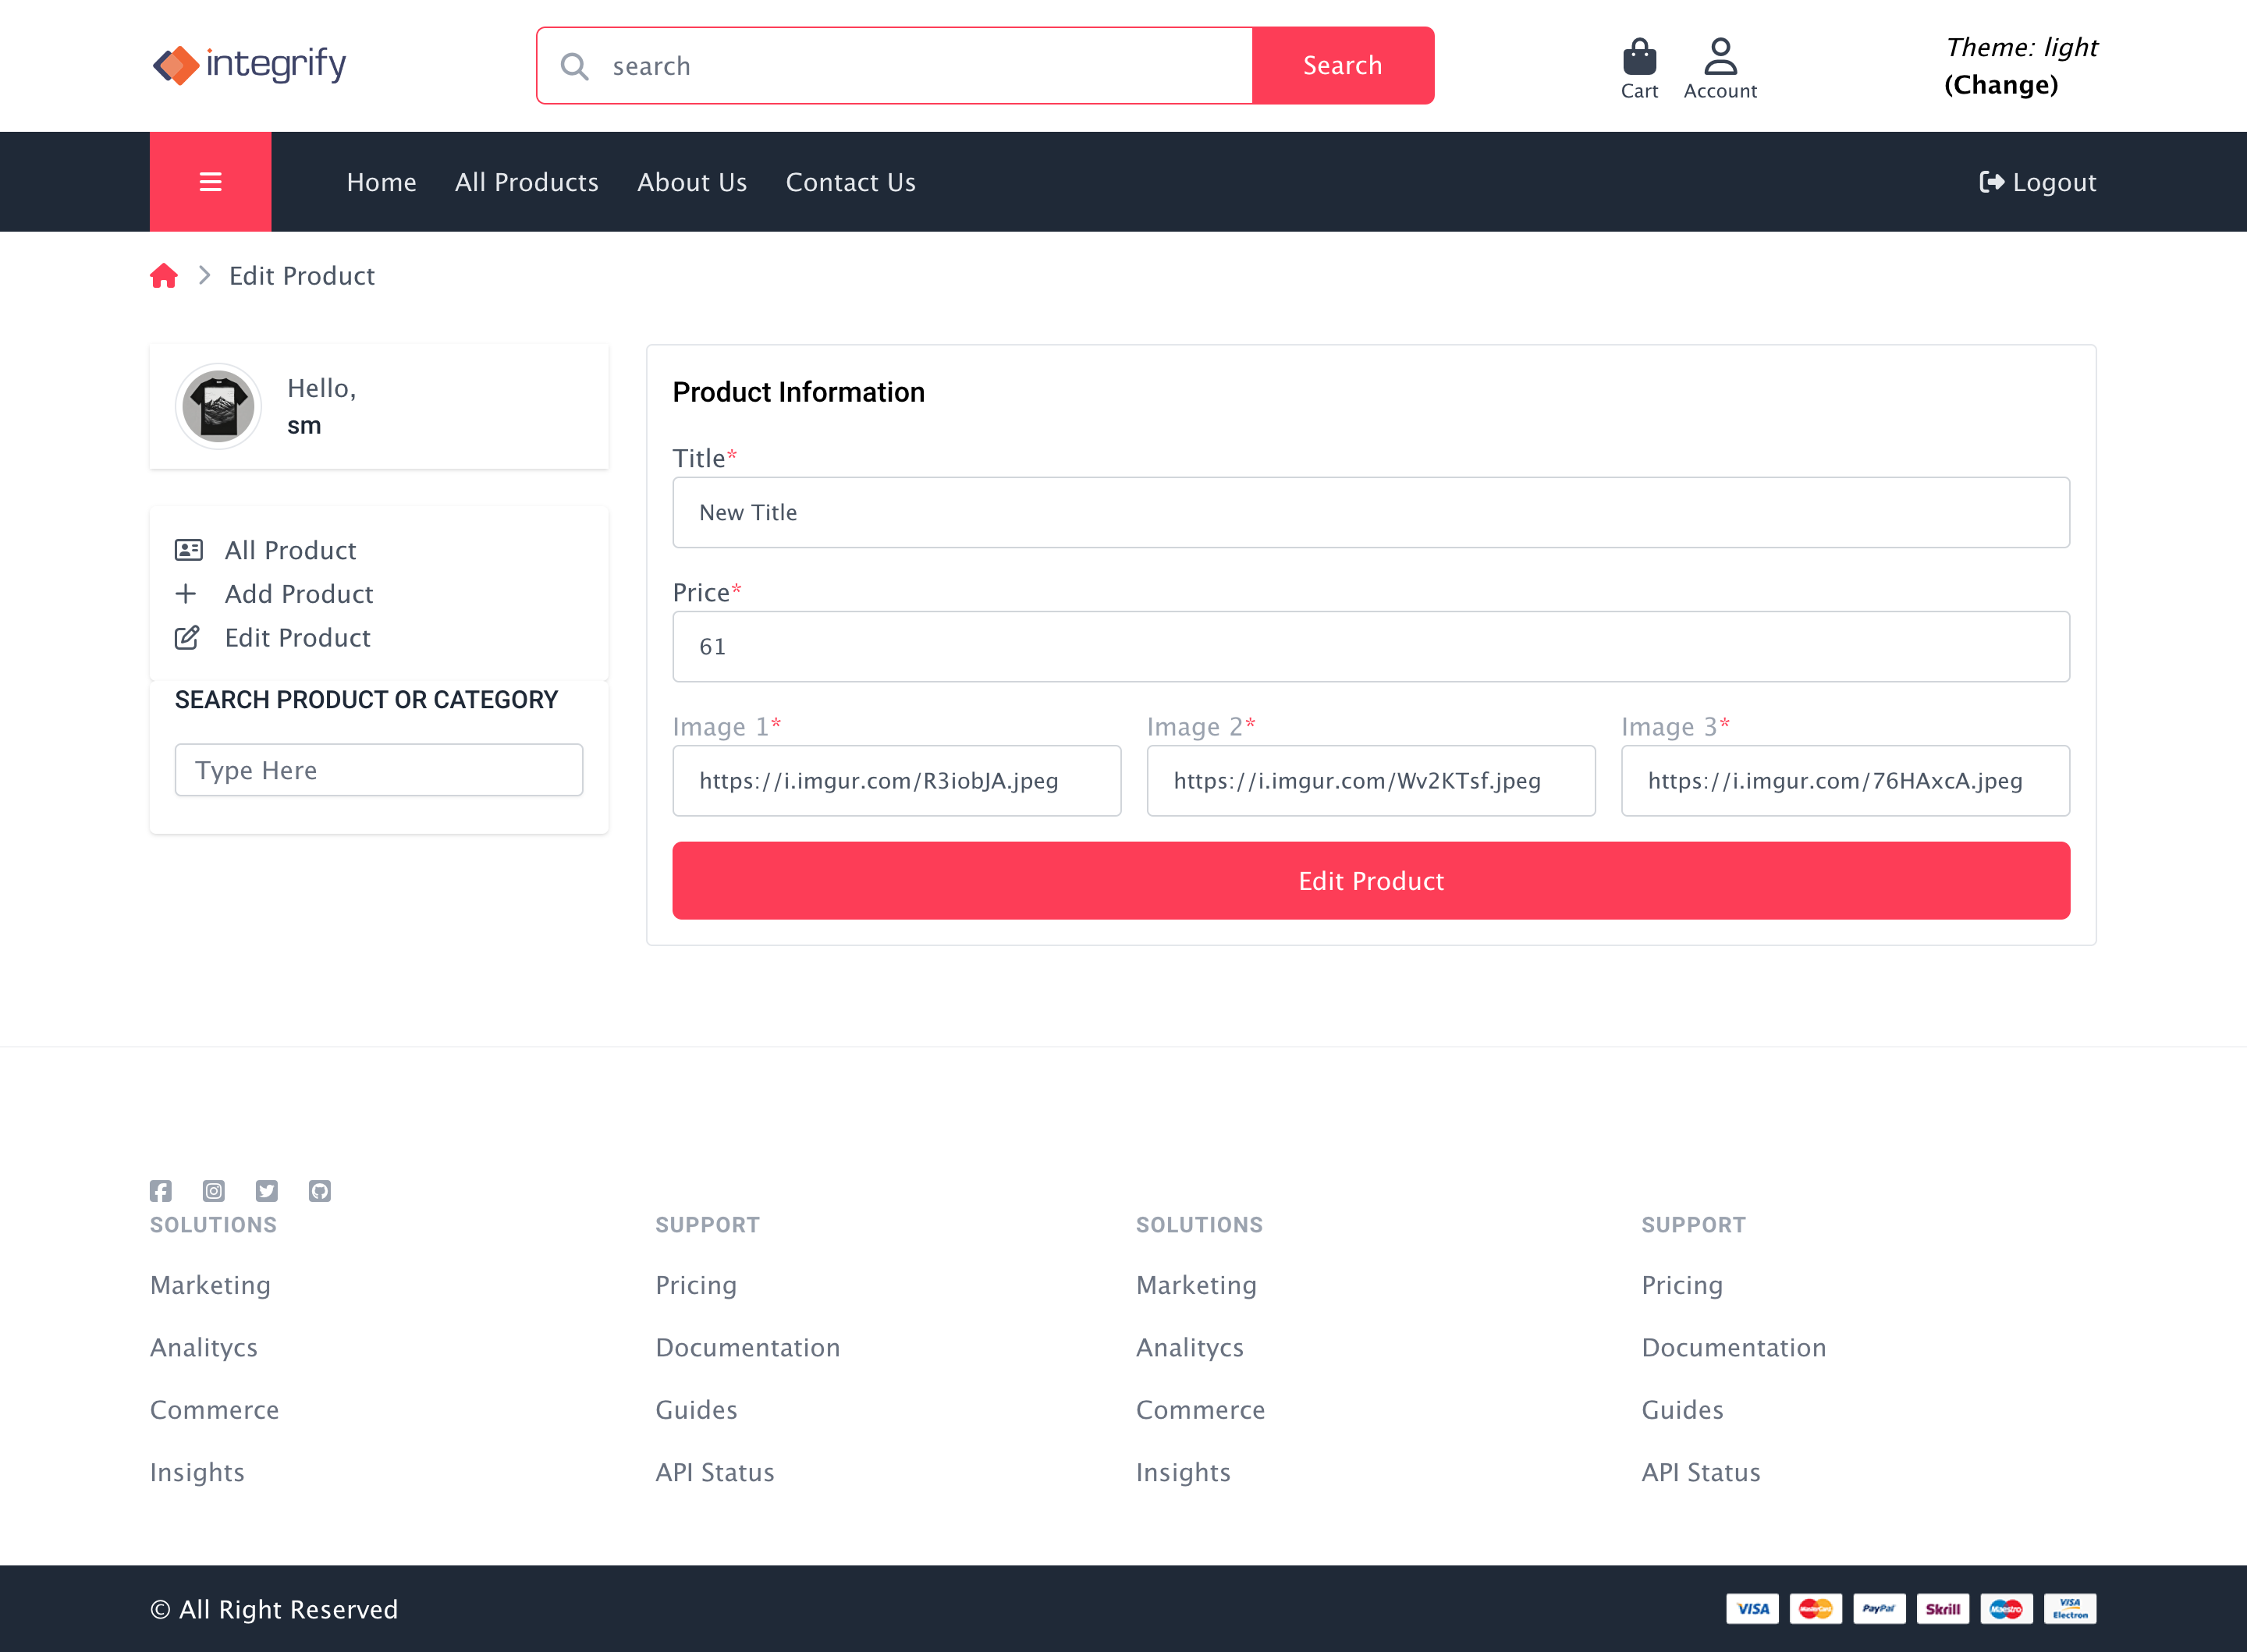 integrify
search
Search
Cart
Account
Theme: light
(Change)
Home
All Products
About Us
Contact Us
Logout
Edit Product
Hello,
sm
All Product
Add Product
Edit Product
SEARCH PRODUCT OR CATEGORY
Type Here
Product Information
Title*
New Title
Price*
61
Image 1*
Image 2*
Image 3*
https://i.imgur.com/R3iobJA.jpeg
https://i.imgur.com/Wv2KTsf.jpeg
https://i.imgur.com/76HAxcA.jpeg
Edit Product
SOLUTIONS
Marketing
Analitycs
Commerce
Insights
SUPPORT
Pricing
Documentation
Guides
API Status
SOLUTIONS
Marketing
Analitycs
Commerce
Insights
SUPPORT
Pricing
Documentation
Guides
API Status
© All Right Reserved
VISA
MasterCard
PayPal
Skrill
Maestro
VISA
Electron